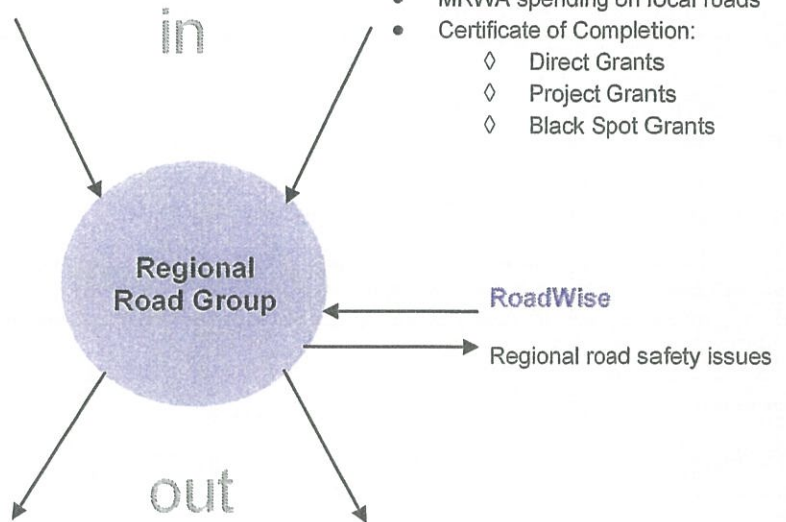 MRWA spending on local roads
in
• Certificate of Completion:
◊ Direct Grants
◊ Project Grants
◊ Black Spot Grants
Regional
Road Group
RoadWise
Regional road safety issues
out